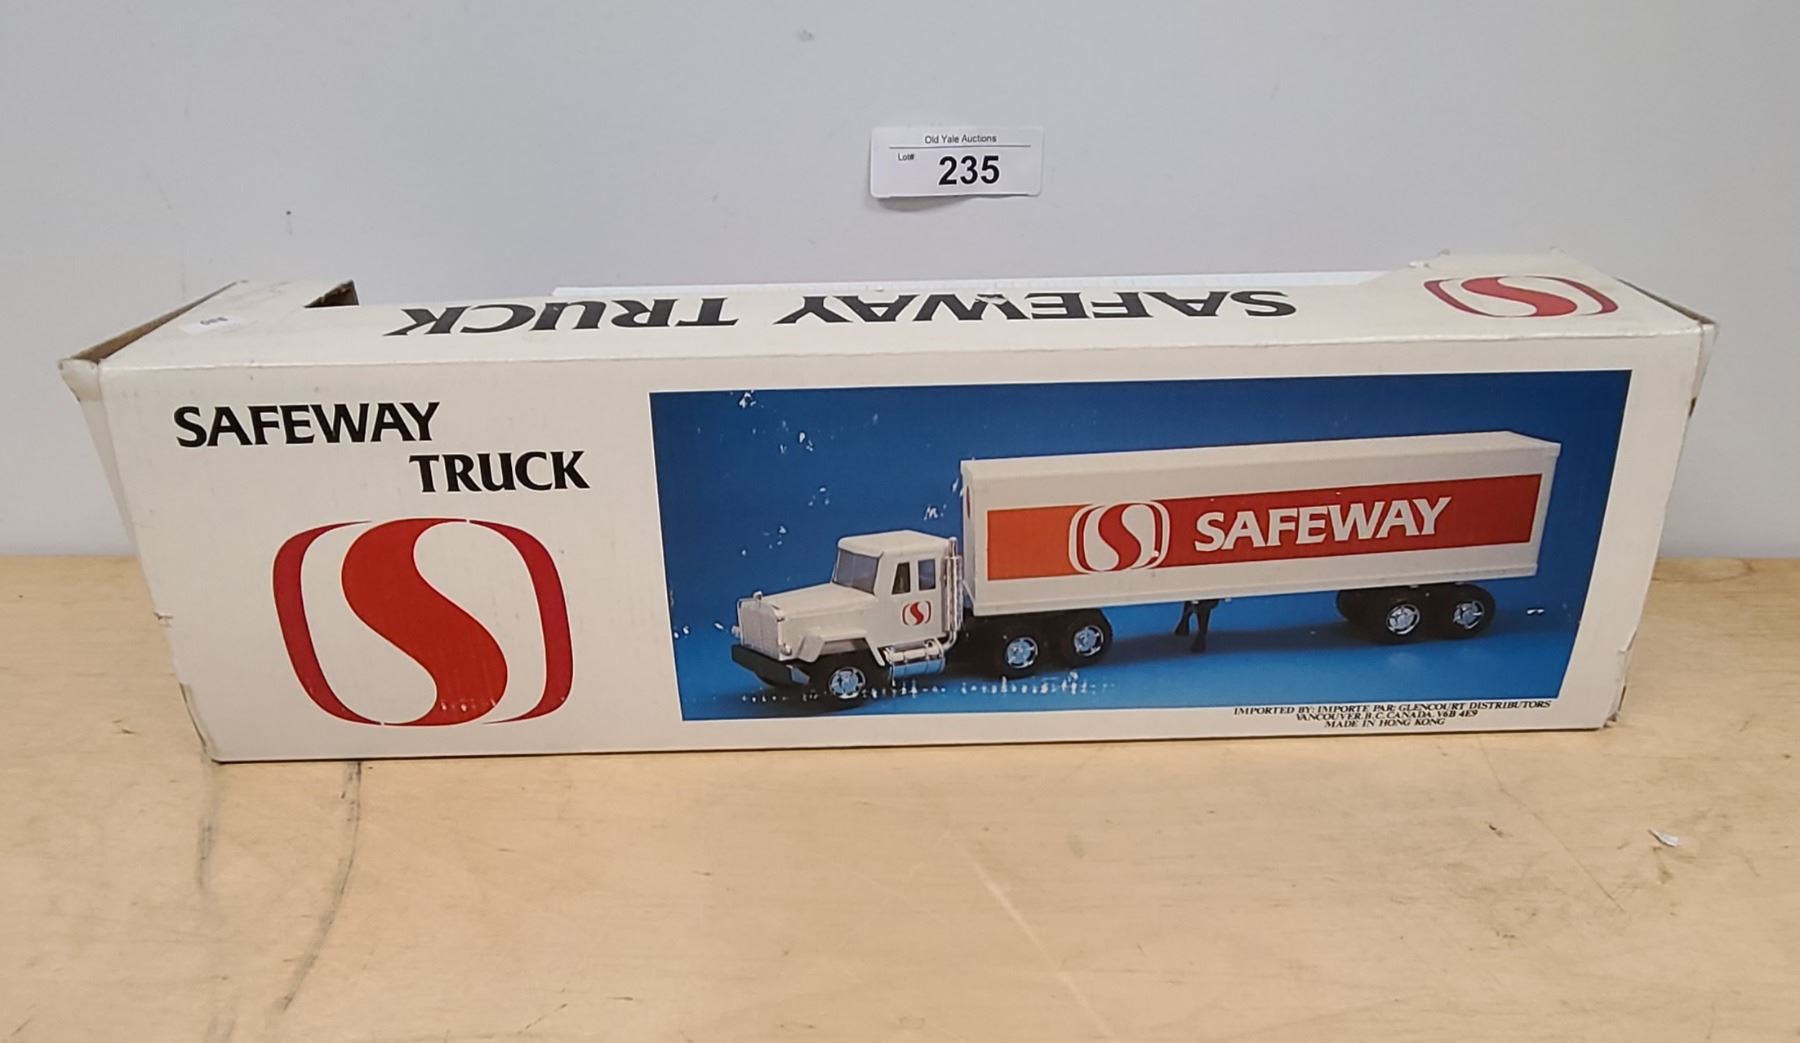 Old Yale Auctions
Lot# 235
SAFEWAY TRUCK
SAFEWAY
TRUCK
SAFEWAY
IMPORTED BY: IMPORTE PAR: GLENCOURT DISTRIBUTORS
VANCOUVER, B.C. CANADA. V6B 4E9
MADE IN HONG KONG